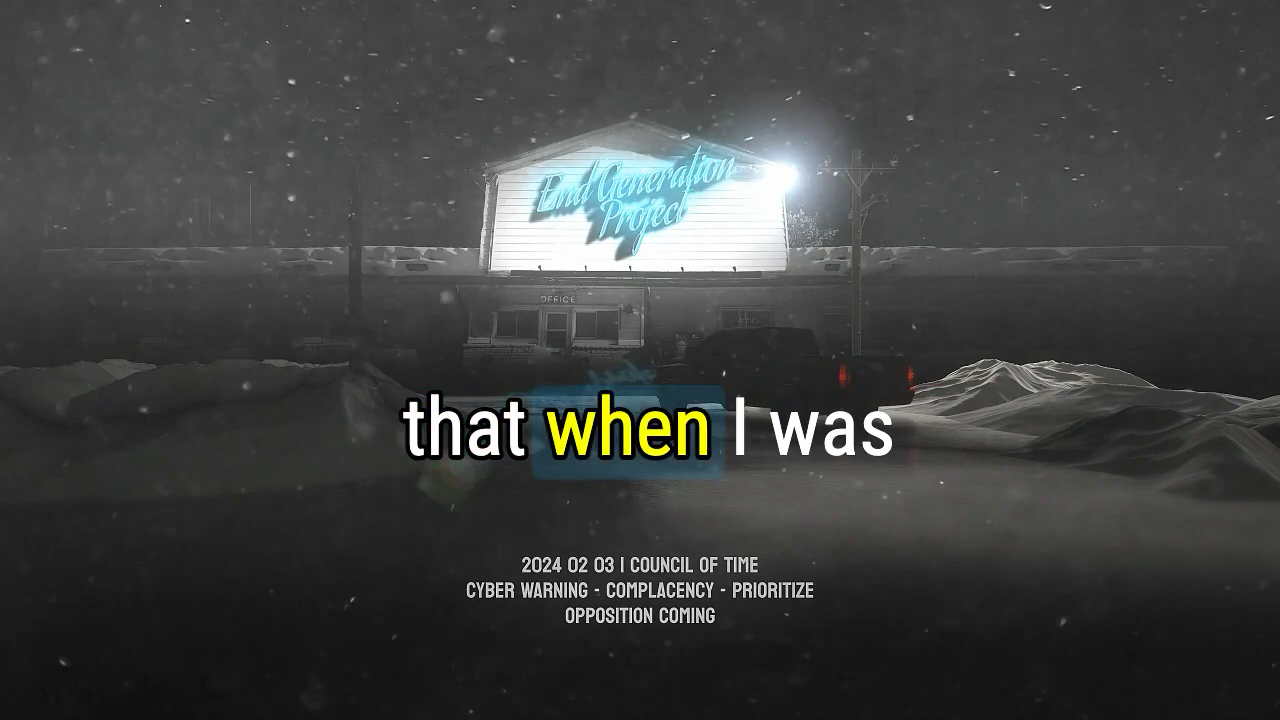 End Generation
Project
OFFICE
that when I was
2024 02 03 | COUNCIL OF TIME
CYBER WARNING - COMPLACENCY - PRIORITIZE
OPPOSITION COMING